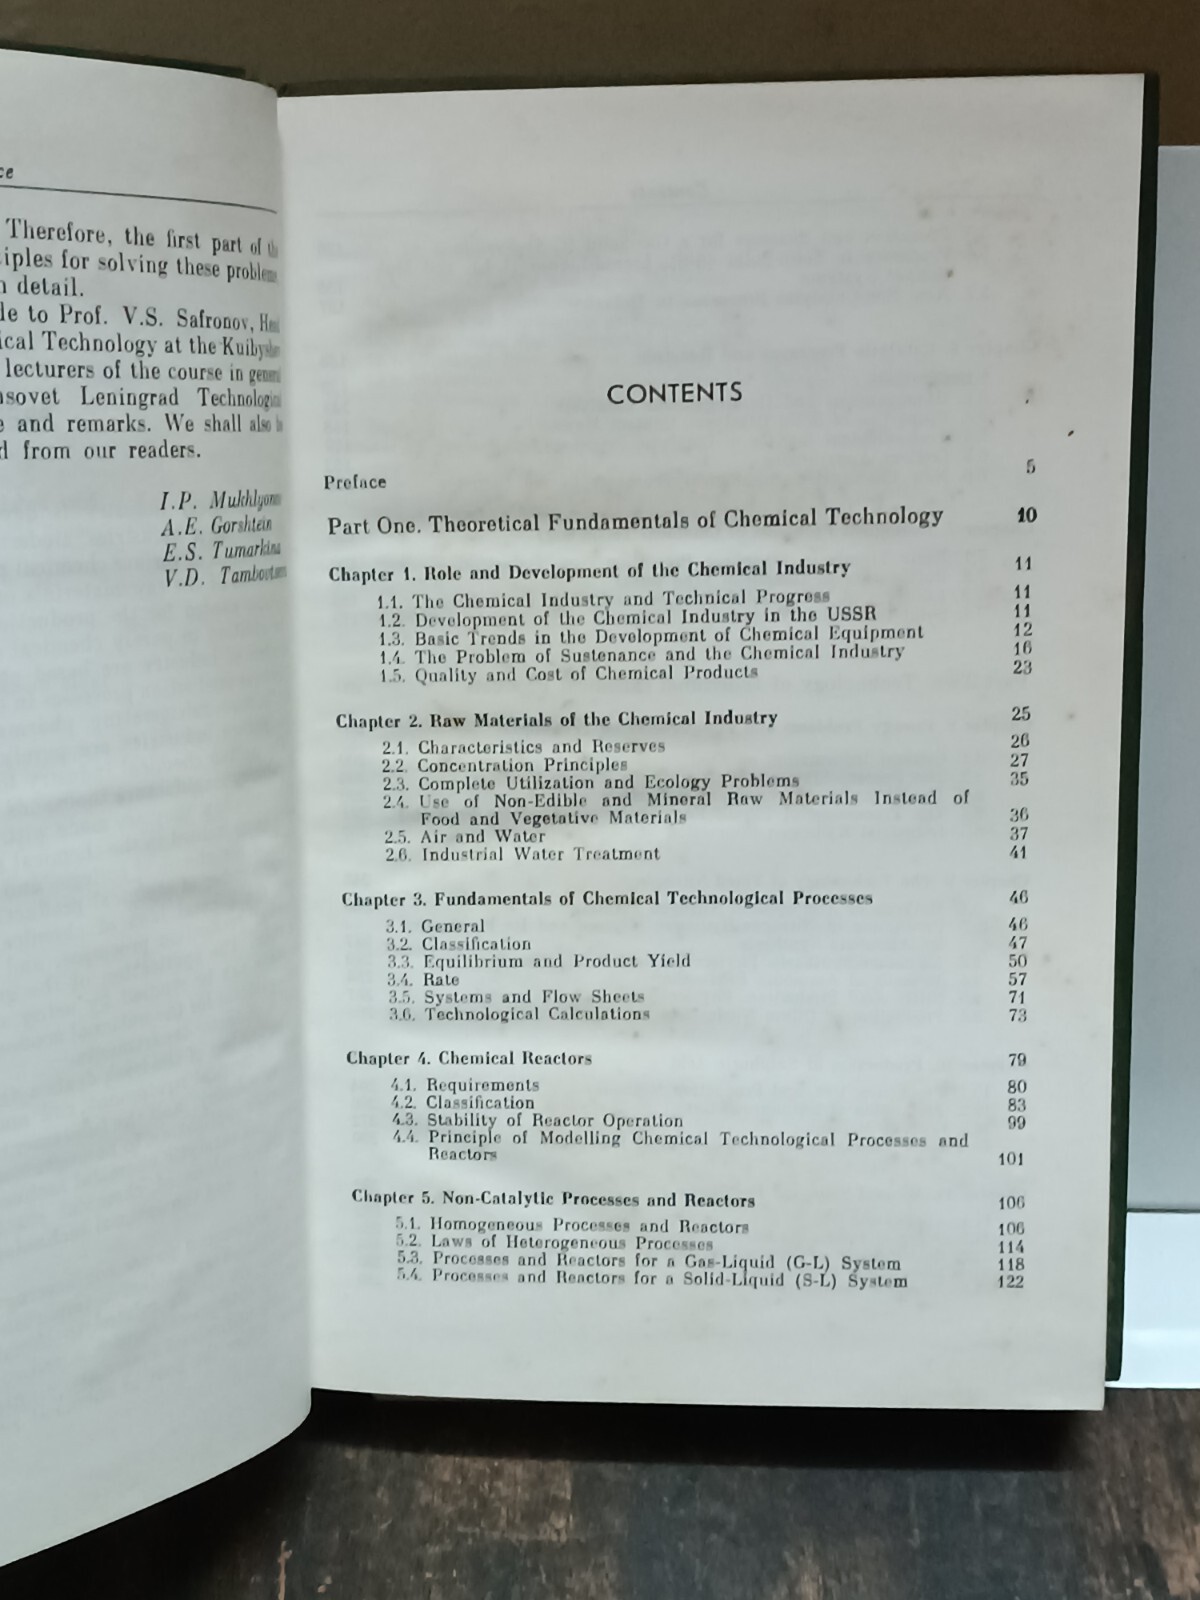 ce
Therefore, the first part of
iples for solving these
n detail.
le to Prof. V.S. Safronov,
ical Technology at the
lecturers of the course in
sovet Leningrad
e and remarks. We shall also
d from our readers.
I.P.
A.E. Gorshtein
E.S.
V.D.
CONTENTS
Preface 5
Part One. Theoretical Fundamentals of Chemical Technology 10
Chapter 1. Role and Development of the Chemical Industry 11
1.1. The Chemical Industry and Technical Progress 11
1.2. Development of the Chemical Industry in the USSR 11
1.3. Basic Trends in the Development of Chemical Equipment 12
1.4. The Problem of Sustenance and the Chemical Industry 16
1.5. Quality and Cost of Chemical Products 23
Chapter 2. Raw Materials of the Chemical Industry 25
2.1. Characteristics and Reserves 26
2.2. Concentration Principles 27
2.3. Complete Utilization and Ecology Problems 35
2.4. Use of Non-Edible and Mineral Raw Materials Instead of
Food and Vegetative Materials 36
2.5. Air and Water 37
2.6. Industrial Water Treatment 41
Chapter 3. Fundamentals of Chemical Technological Processes 46
3.1. General 46
3.2. Classification 47
3.3. Equilibrium and Product Yield 50
3.4. Rate 57
3.5. Systems and Flow Sheets 71
3.6. Technological Calculations 73
Chapter 4. Chemical Reactors 79
4.1. Requirements 80
4.2. Classification 83
4.3. Stability of Reactor Operation 99
4.4. Principle of Modelling Chemical Technological Processes and
Reactors 101
Chapter 5. Non-Catalytic Processes and Reactors 106
5.1. Homogeneous Processes and Reactors 106
5.2. Laws of Heterogeneous Processes 114
5.3. Processes and Reactors for a Gas-Liquid (G-L) System 118
5.4. Processes and Reactors for a Solid-Liquid (S-L) System 122